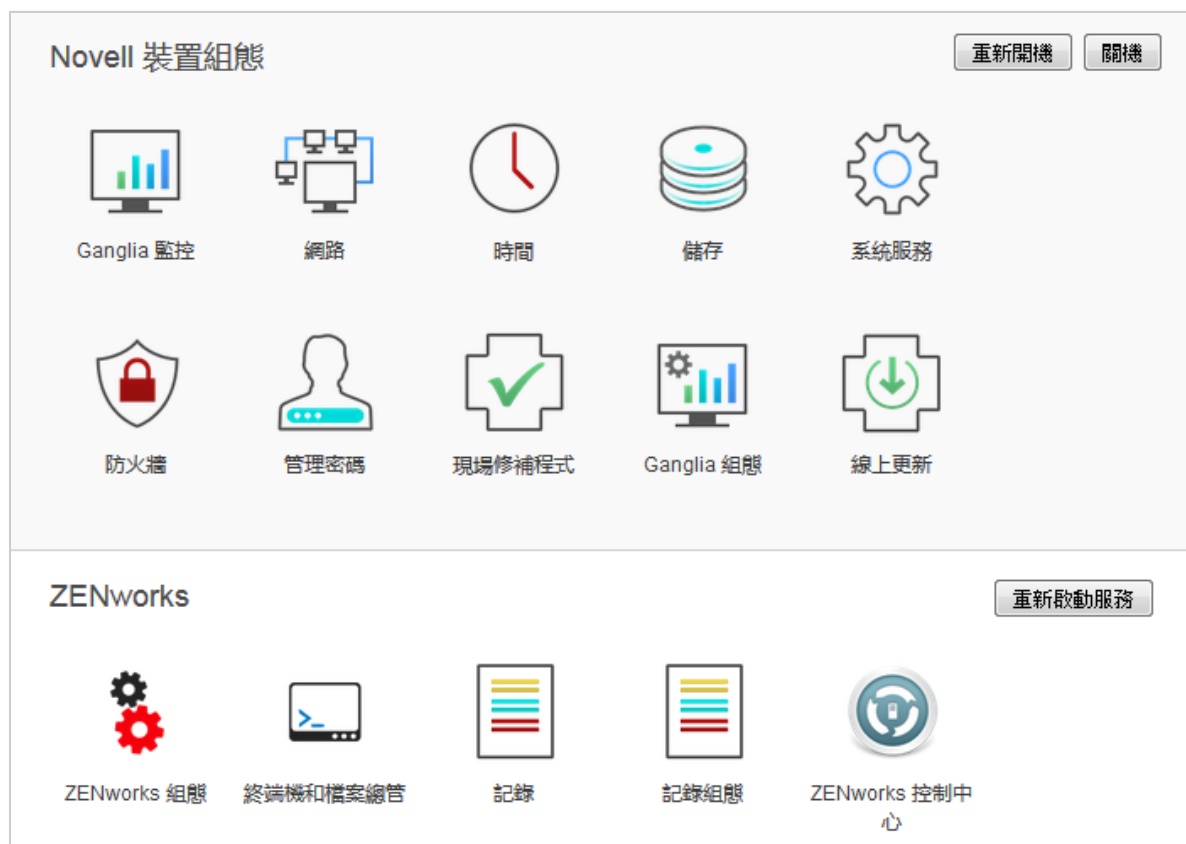 Novell 裝置組態
重新開機
關機
Ganglia 監控
網路
時間
儲存
系統服務
防火牆
管理密碼
現場修補程式
Ganglia 組態
線上更新
ZENworks
重新啟動服務
ZENworks 組態
終端機和檔案總管
記錄
記錄組態
ZENworks 控制中
心